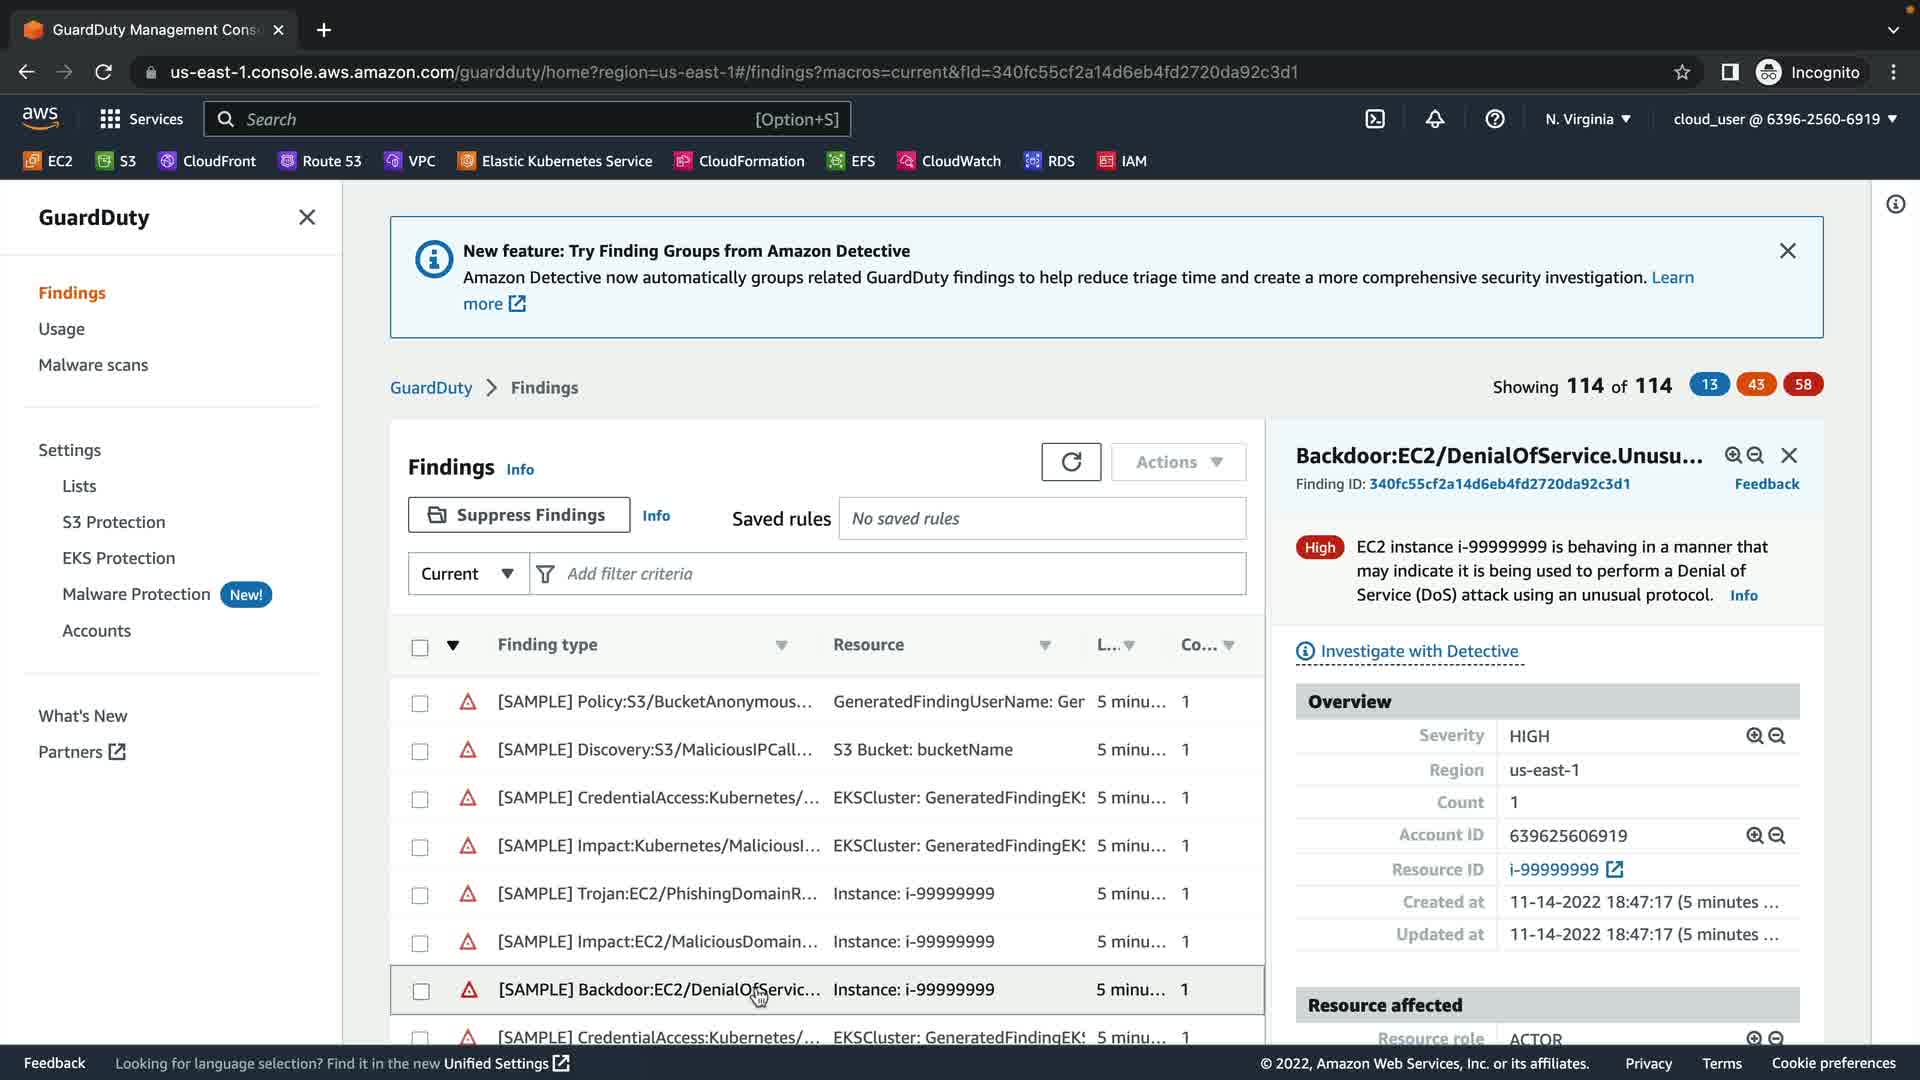 GuardDuty Management Cons
us-east-1.console.aws.amazon.com/guardduty/home?region=us-east-1#/findings?macros=current&fId=340fc55cf2a14d6eb4fd2720da92c3d1
Incognito
aws
Services
Search
[Option+S]
N. Virginia
cloud_user @ 6396-2560-6919
EC2
S3
CloudFront
Route 53
VPC
Elastic Kubernetes Service
CloudFormation
EFS
CloudWatch
RDS
IAM
GuardDuty
Findings
Usage
Malware scans
Settings
Lists
S3 Protection
EKS Protection
Malware Protection New!
Accounts
What's New
Partners
New feature: Try Finding Groups from Amazon Detective
Amazon Detective now automatically groups related GuardDuty findings to help reduce triage time and create a more comprehensive security investigation. Learn
more
GuardDuty
Findings
Showing 114 of 114 13 43 58
Findings Info
Actions
Suppress Findings
Info
Saved rules
No saved rules
Current
Add filter criteria
Finding type Resource L... Co...
[SAMPLE] Policy:S3/BucketAnonymous... GeneratedFindingUserName: Ger 5 minu... 1
[SAMPLE] Discovery:S3/MaliciousIPCall... S3 Bucket: bucketName 5 minu... 1
[SAMPLE] CredentialAccess:Kubernetes/... EKSCluster: GeneratedFindingEKS 5 minu... 1
[SAMPLE] Impact:Kubernetes/MaliciousI... EKSCluster: GeneratedFindingEKS 5 minu... 1
[SAMPLE] Trojan:EC2/PhishingDomainR... Instance: i-99999999 5 minu... 1
[SAMPLE] Impact:EC2/MaliciousDomain... Instance: i-99999999 5 minu... 1
[SAMPLE] Backdoor:EC2/DenialOfServic... Instance: i-99999999 5 minu... 1
[SAMPLE] CredentialAccess:Kubernetes/... EKSCluster: GeneratedFindingEKS 5 minu... 1
Backdoor:EC2/DenialOfService.Unusu...
Finding ID: 340fc55cf2a14d6eb4fd2720da92c3d1
Feedback
High
EC2 instance i-99999999 is behaving in a manner that
may indicate it is being used to perform a Denial of
Service (DoS) attack using an unusual protocol. Info
Investigate with Detective
Overview
Severity HIGH
Region us-east-1
Count 1
Account ID 639625606919
Resource ID i-99999999
Created at 11-14-2022 18:47:17 (5 minutes ...
Updated at 11-14-2022 18:47:17 (5 minutes ...
Resource affected
Resource role ACTOR
Feedback
Looking for language selection? Find it in the new Unified Settings
© 2022, Amazon Web Services, Inc. or its affiliates.
Privacy
Terms
Cookie preferences